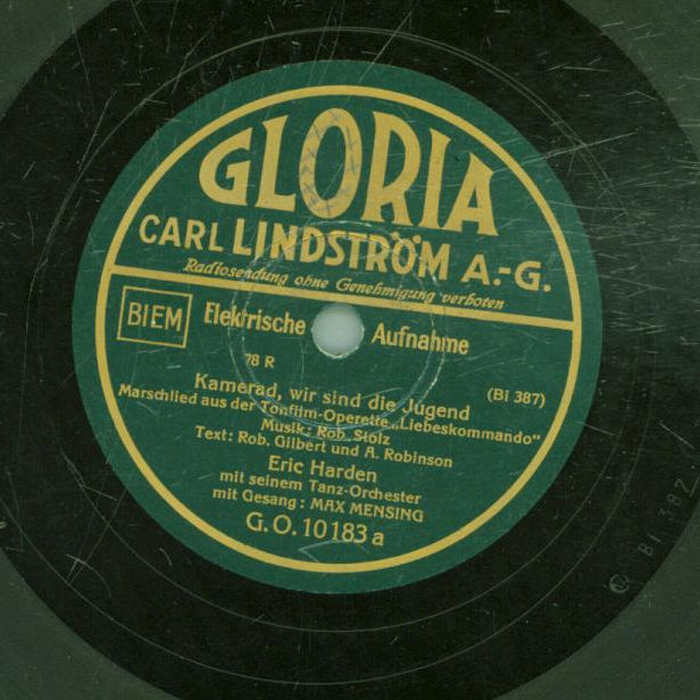 GLORIA
CARL LINDSTRÖM A.-G.
Radiosendung ohne Genehmigung verboten
BIEM
Elektrische Aufnahme
78 R
(Bi 387)
Kamerad, wir sind die Jugend
Marschlied aus der Tonfilm-Operette „Liebeskommando“
Musik: Rob. Stolz
Text: Rob. Gilbert und A. Robinson
Eric Harden
mit seinem Tanz-Orchester
mit Gesang: MAX MENSING
G.O. 10183 a
BI 387